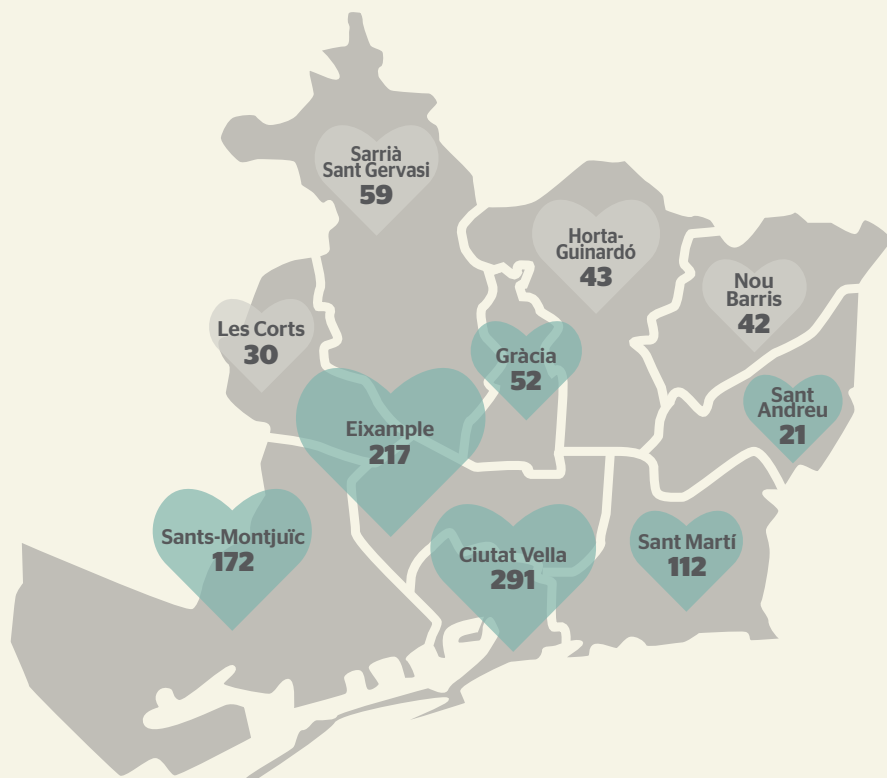 Sarrià
Sant Gervasi
59
Horta-
Guinardó
43
Nou
Barris
42
Les Corts
30
Gràcia
52
Sant
Andreu
21
Eixample
217
Sants-Montjuïc
172
Ciutat Vella
291
Sant Martí
112